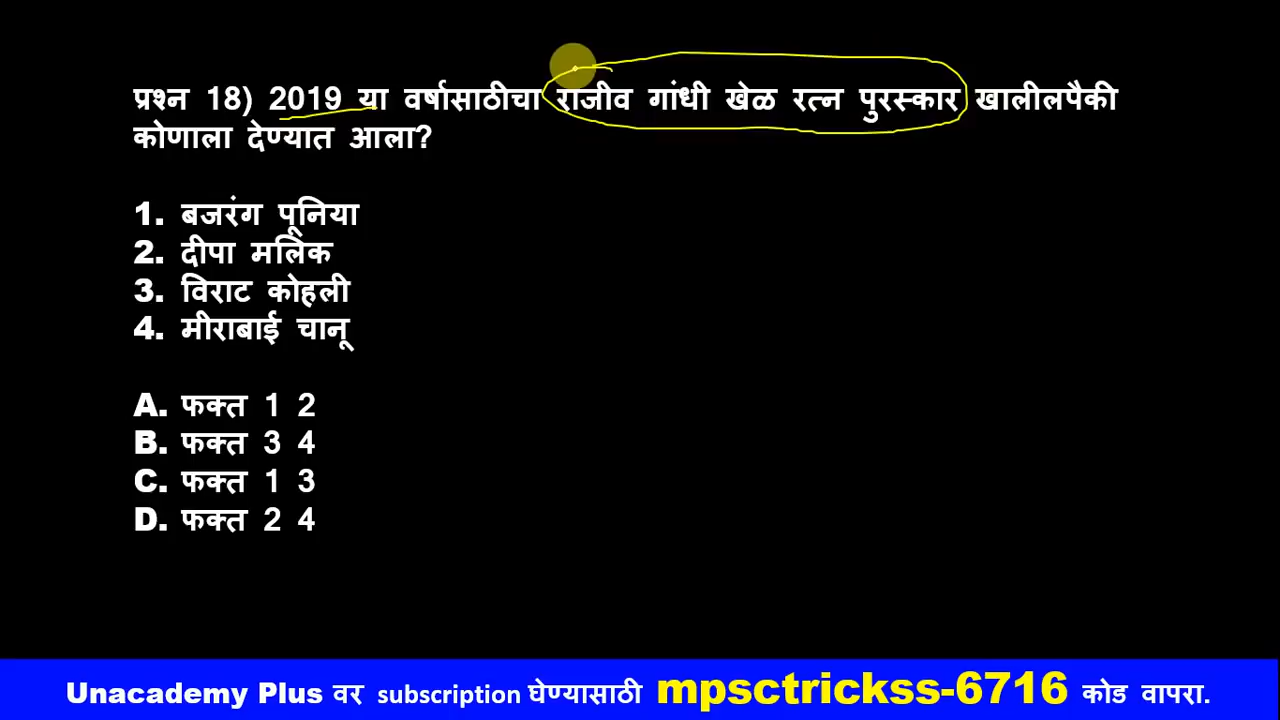 प्रश्न 18) 2019 या वर्षासाठीचा राजीव गांधी खेळ रत्न पुरस्कार खालीलपैकी
कोणाला देण्यात आला?
1. बजरंग पूनिया
2. दीपा मलिक
3. विराट कोहली
4. मीराबाई चानू
A. फक्त 1 2
B. फक्त 3 4
C. फक्त 1 3
D. फक्त 2 4
Unacademy Plus वर subscription घेण्यासाठी mpsctrickss-6716 कोड वापरा.